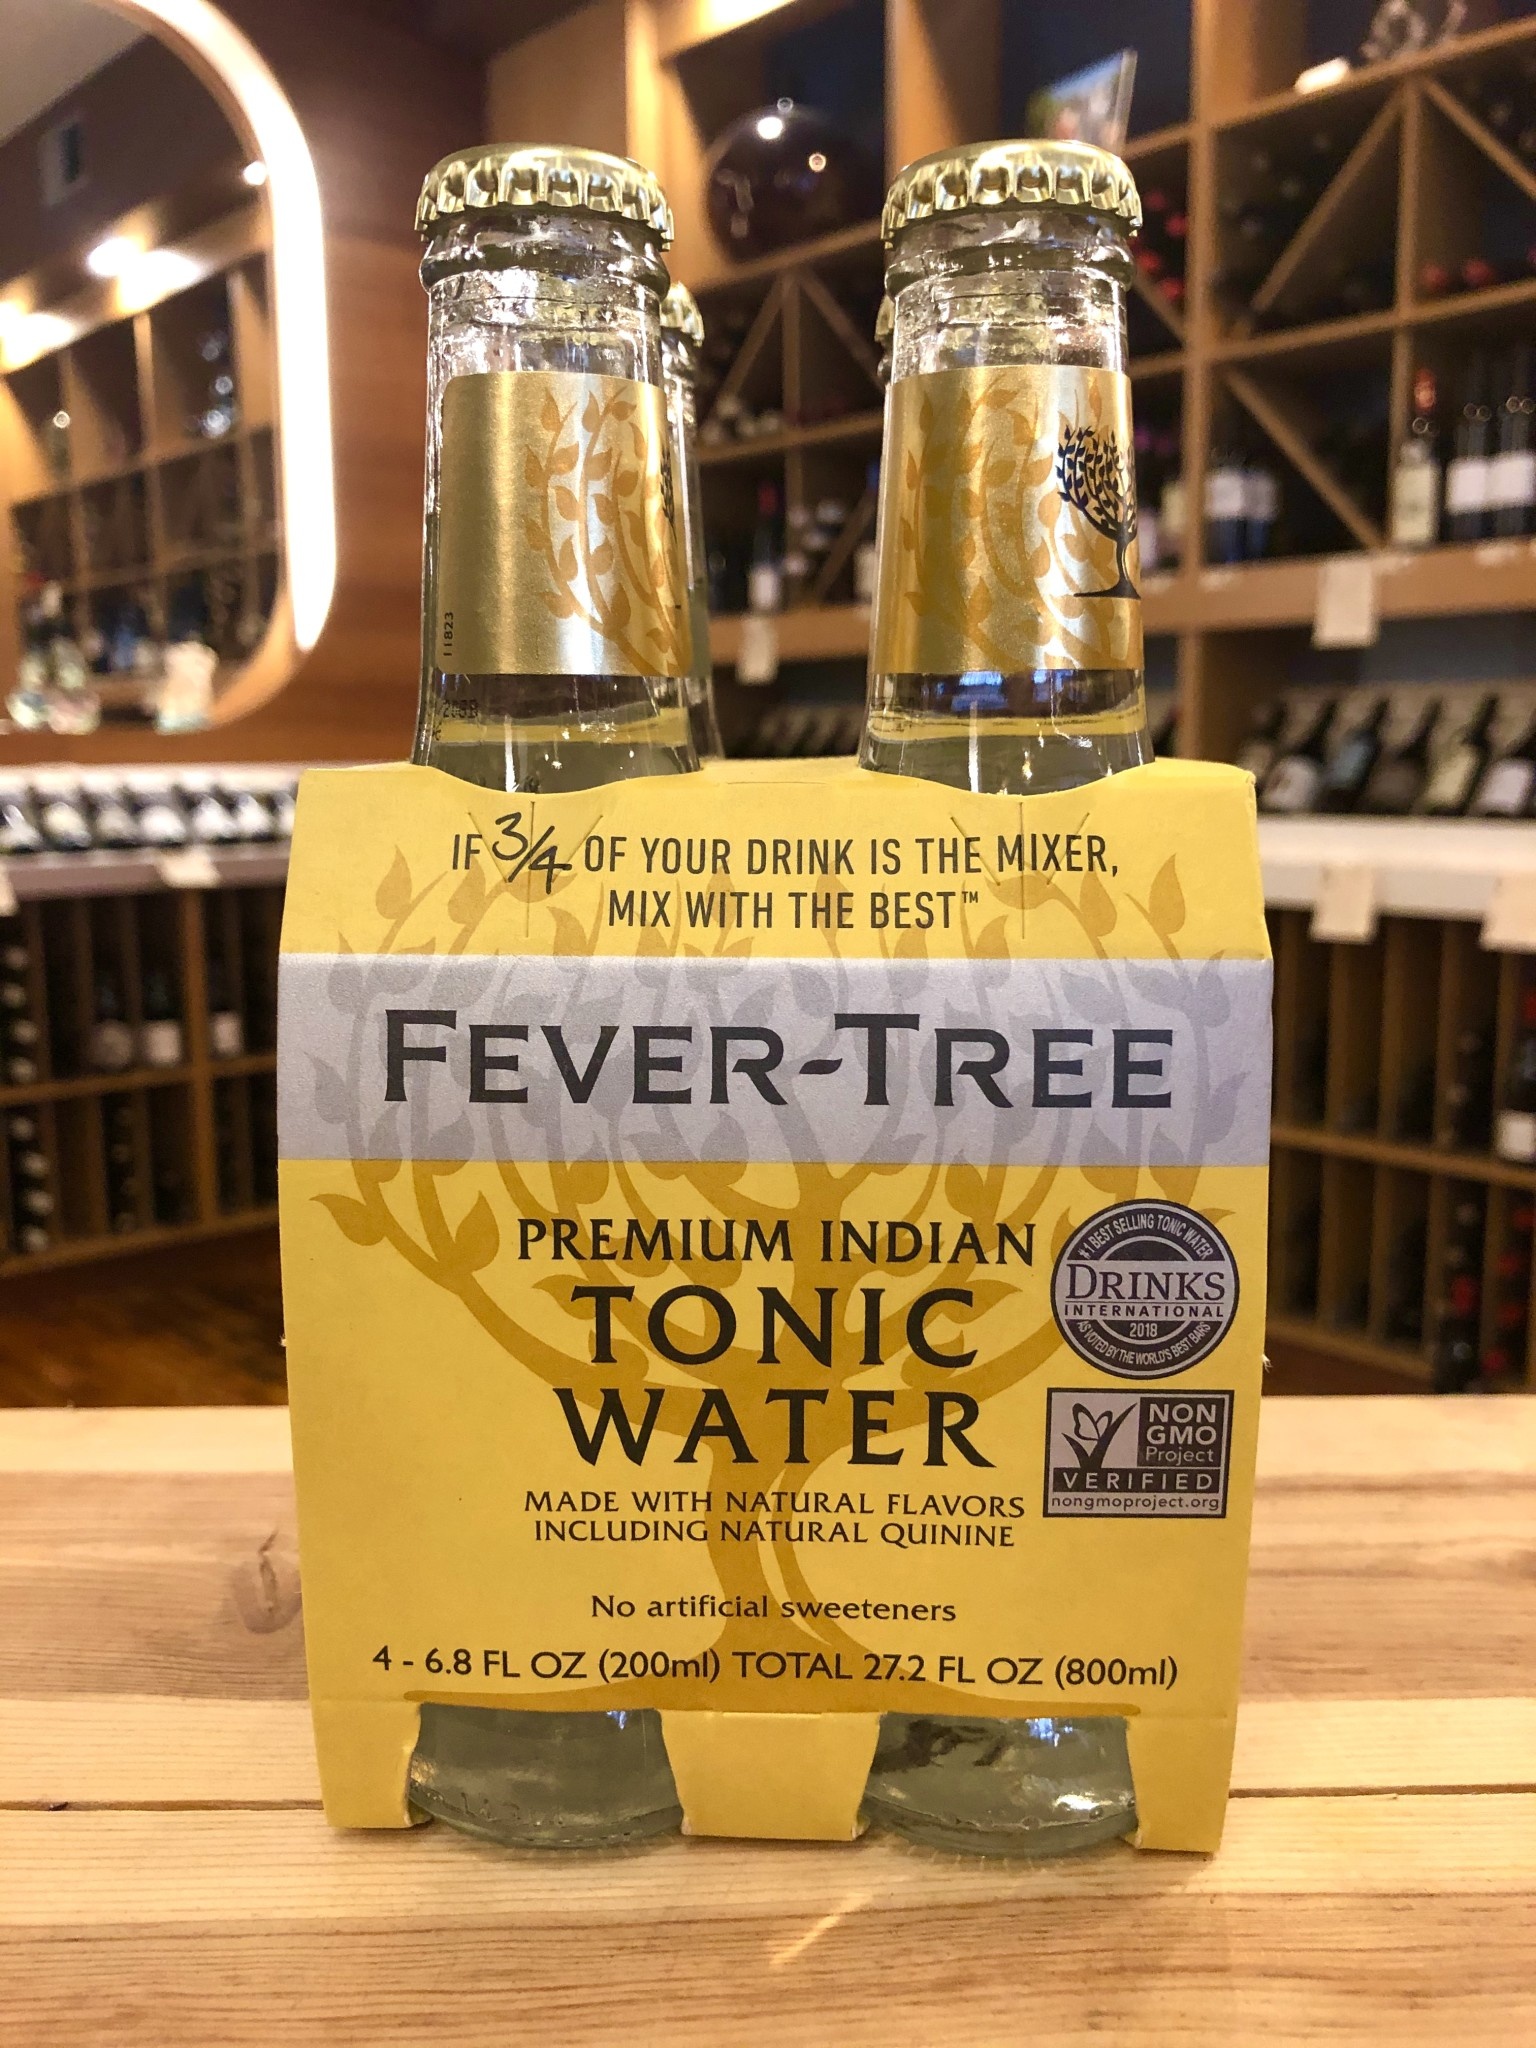 11823
IF 3/4 OF YOUR DRINK IS THE MIXER,
MIX WITH THE BEST™
FEVER-TREE
PREMIUM INDIAN
TONIC
WATER
MADE WITH NATURAL FLAVORS
INCLUDING NATURAL QUININE
No artificial sweeteners
4 - 6.8 FL OZ (200ml) TOTAL 27.2 FL OZ (800ml)
#1 BEST SELLING TONIC WATER
DRINKS
INTERNATIONAL
2018
AS VOTED BY THE WORLD'S BEST BARS
NON
GMO
Project
VERIFIED
nongmoproject.org